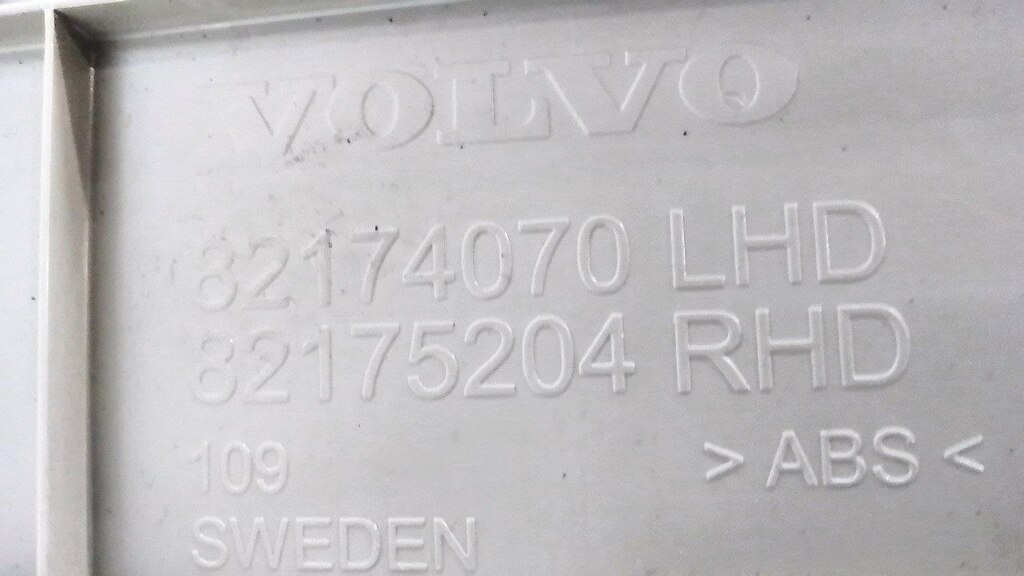 VOLVO
82174070 LHD
82175204 RHD
109
> ABS <
SWEDEN